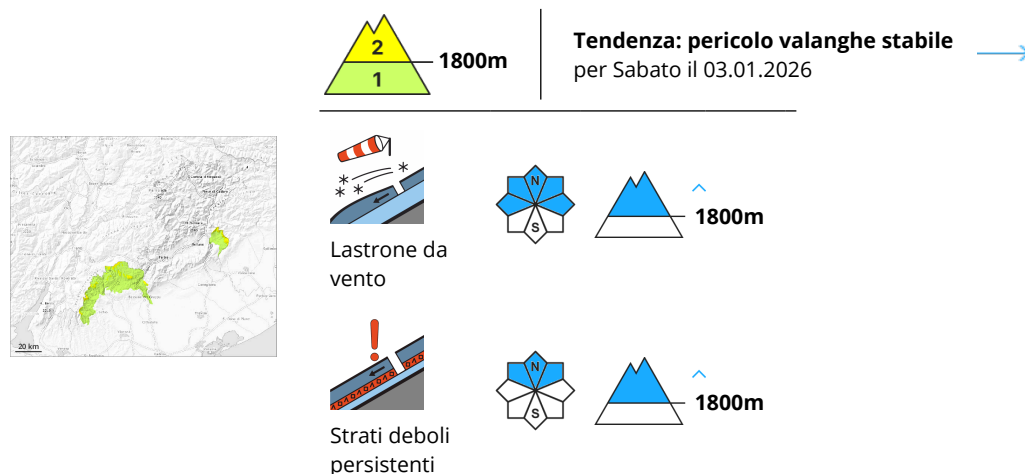 2
1
1800m
Tendenza: pericolo valanghe stabile
per Sabato il 03.01.2026
20 km
N
S
1800m
Lastrone da
vento
N
S
1800m
Strati deboli
persistenti